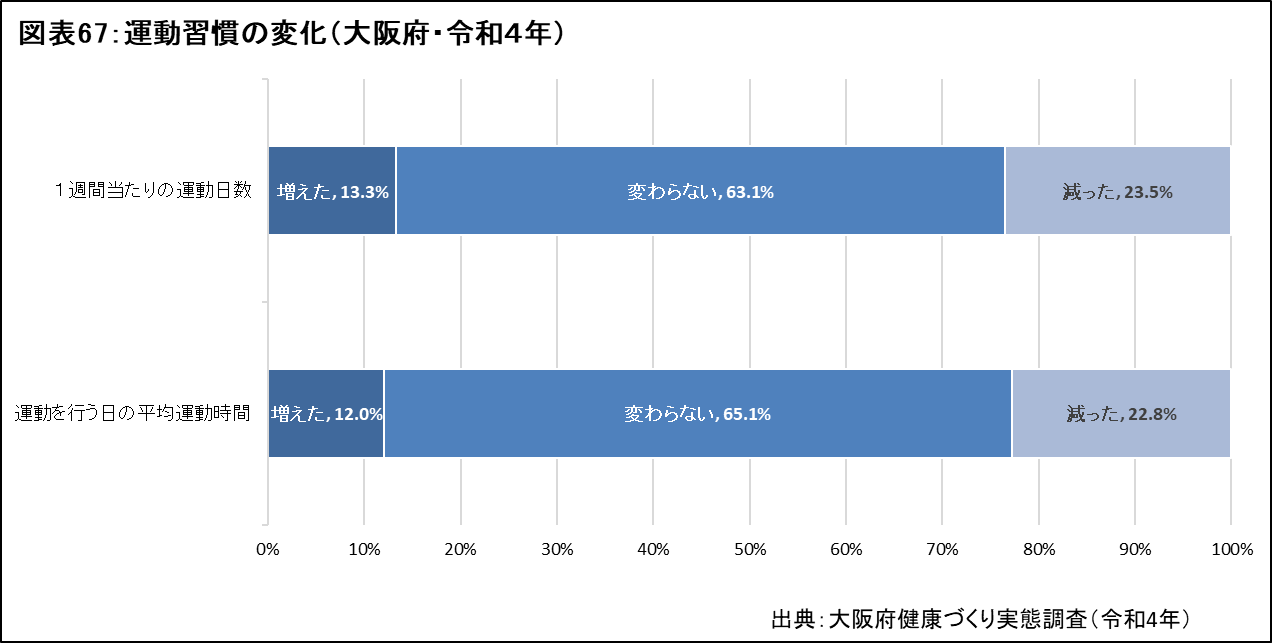 図表67：運動習慣の変化（大阪府・令和４年）
１週間当たりの運動日数
増えた, 13.3%
変わらない, 63.1%
減った, 23.5%
運動を行う日の平均運動時間
増えた, 12.0%
変わらない, 65.1%
減った, 22.8%
0% 10% 20% 30% 40% 50% 60% 70% 80% 90% 100%
出典：大阪府健康づくり実態調査（令和4年）